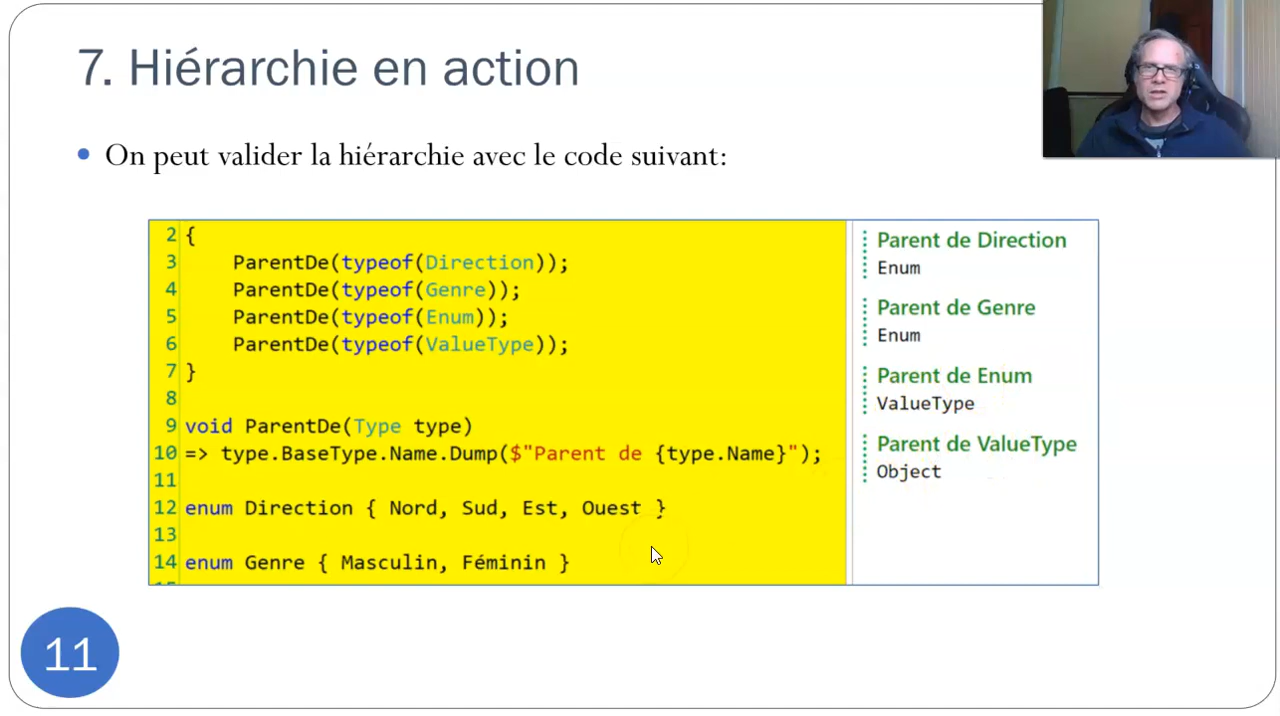 7. Hiérarchie en action
On peut valider la hiérarchie avec le code suivant:
2 {
3 ParentDe(typeof(Direction));
4 ParentDe(typeof(Genre));
5 ParentDe(typeof(Enum));
6 ParentDe(typeof(ValueType));
7 }
8
9 void ParentDe(Type type)
10 => type.BaseType.Name.Dump($"Parent de {type.Name}");
11
12 enum Direction { Nord, Sud, Est, Ouest }
13
14 enum Genre { Masculin, Féminin }
Parent de Direction
Enum
Parent de Genre
Enum
Parent de Enum
ValueType
Parent de ValueType
Object
11